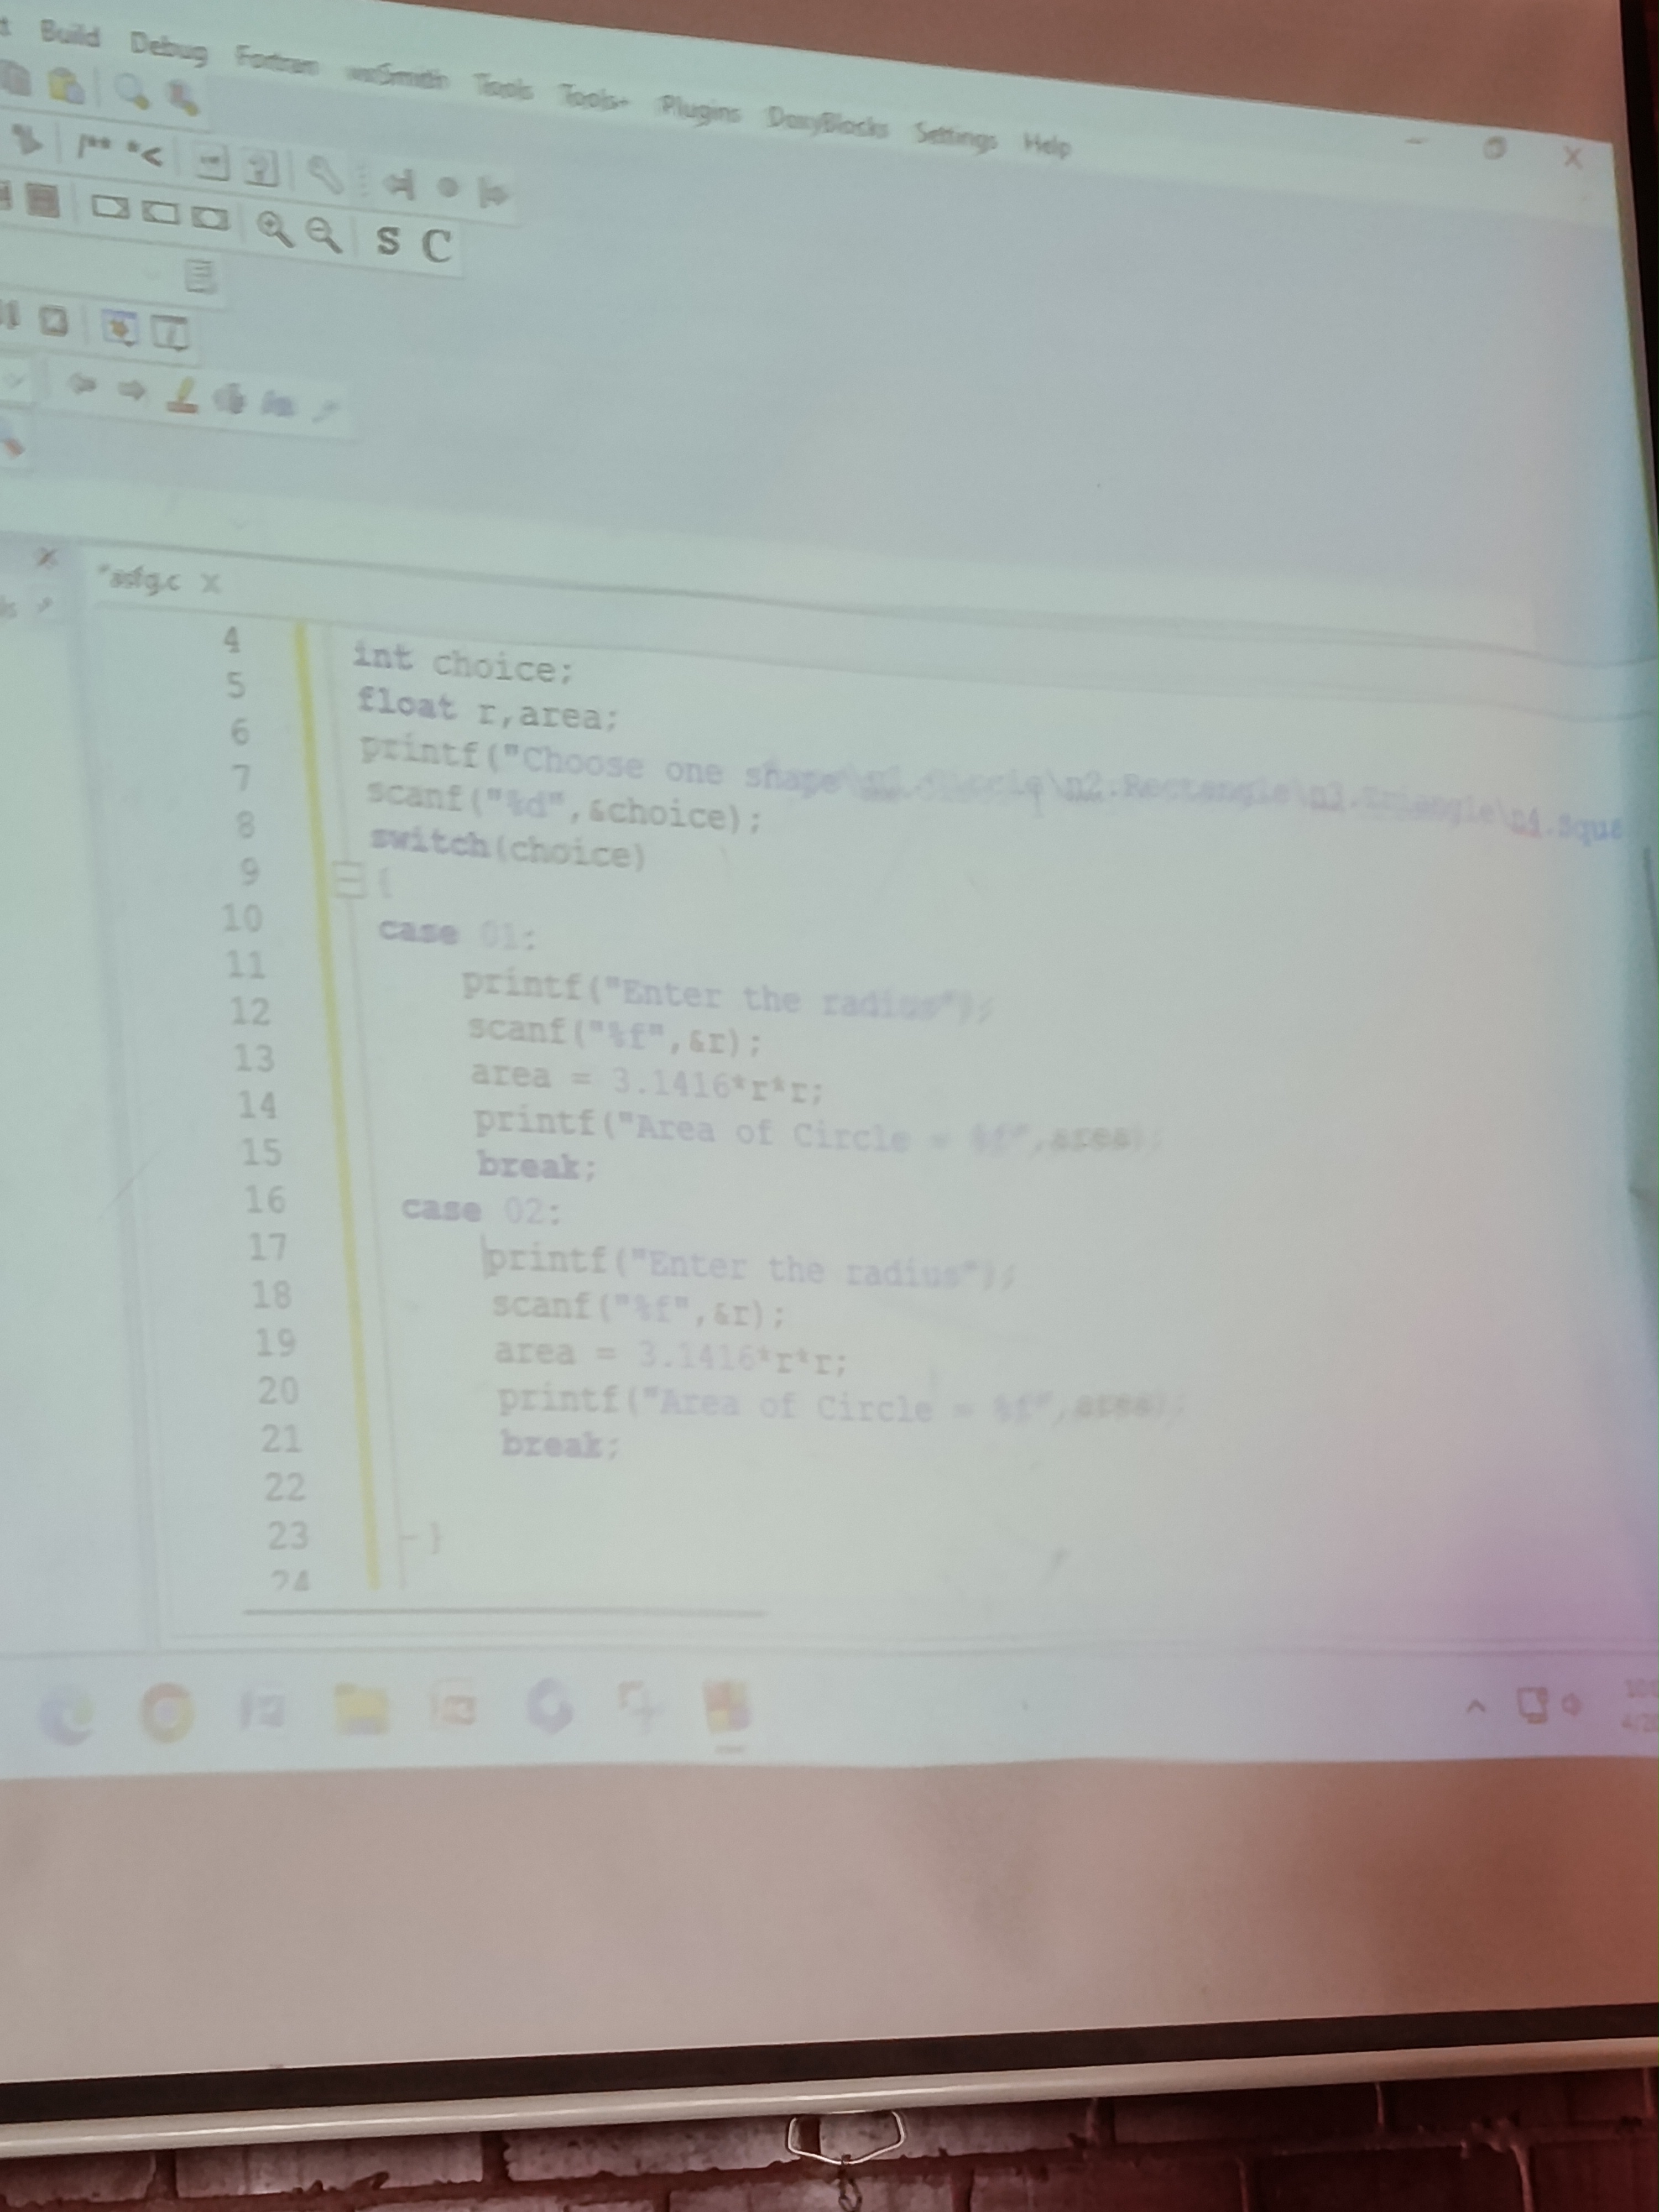 Build Debug Fortran wxSmith Tools Tools+ Plugins DoxyBlocks Settings Help
S C
*asfg.c
4 int choice;
5 float r,area;
6 printf("Choose one shape\n1.Circle\n2.Rectangle\n3.Triangle\n4.Squa
7 scanf("%d",&choice);
8 switch(choice)
9 {
10 case 01:
11 printf("Enter the radius");
12 scanf("%f",&r);
13 area = 3.1416*r*r;
14 printf("Area of Circle = %f",area);
15 break;
16 case 02:
17 printf("Enter the radius");
18 scanf("%f",&r);
19 area = 3.1416*r*r;
20 printf("Area of Circle = %f",area);
21 break;
22
23 }
24